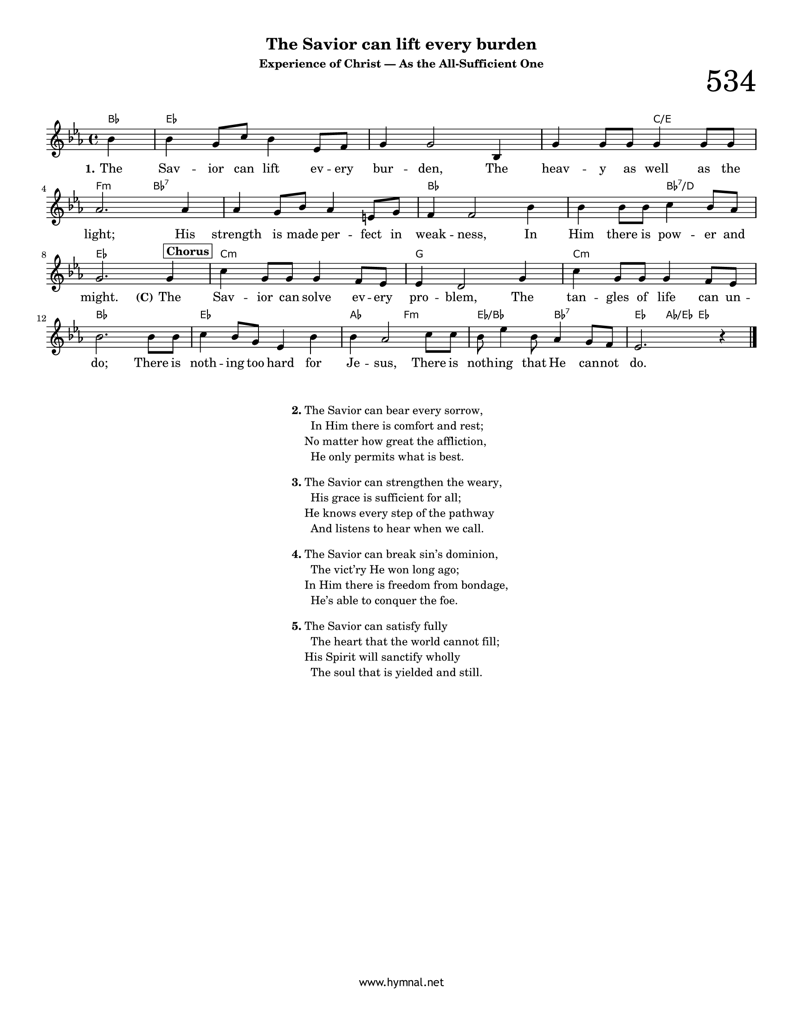 The Savior can lift every burden
Experience of Christ — As the All-Sufficient One
534
B♭ E♭ C/E
1. The Sav - ior can lift ev - ery bur - den, The heav - y as well as the
4
Fm B♭7 B♭ B♭7/D
light; His strength is made per - fect in weak - ness, In Him there is pow - er and
8
E♭ Chorus Cm G Cm
might. (C) The Sav - ior can solve ev - ery pro - blem, The tan - gles of life can un -
12
B♭ E♭ A♭ Fm E♭/B♭ B♭7 E♭ A♭/E♭ E♭
do; There is noth - ing too hard for Je - sus, There is nothing that He cannot do.
2. The Savior can bear every sorrow,
In Him there is comfort and rest;
No matter how great the affliction,
He only permits what is best.
3. The Savior can strengthen the weary,
His grace is sufficient for all;
He knows every step of the pathway
And listens to hear when we call.
4. The Savior can break sin's dominion,
The vict'ry He won long ago;
In Him there is freedom from bondage,
He's able to conquer the foe.
5. The Savior can satisfy fully
The heart that the world cannot fill;
His Spirit will sanctify wholly
The soul that is yielded and still.
www.hymnal.net